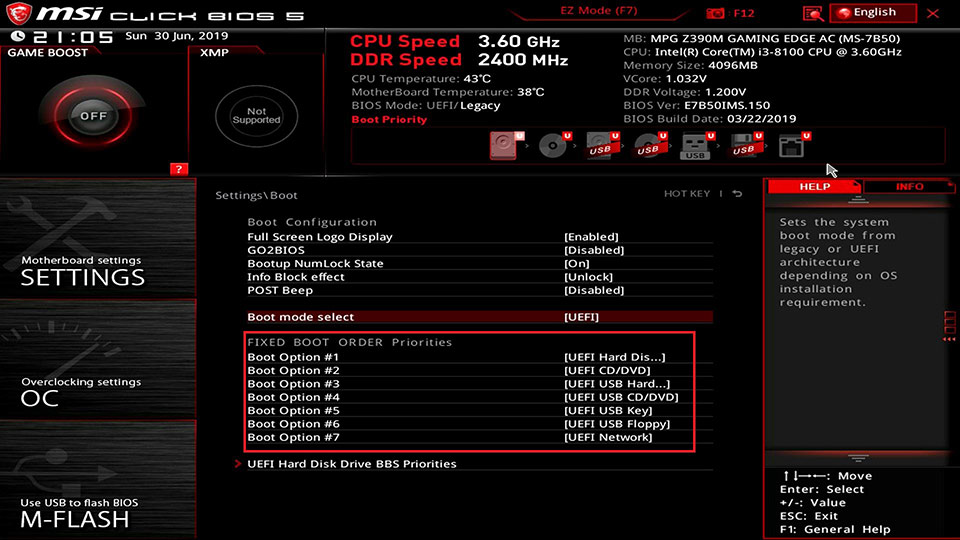 msi CLICK BIOS 5
EZ Mode (F7)
: F12
English
21:05 Sun 30 Jun, 2019
GAME BOOST
XMP
OFF
Not
Supported
?
CPU Speed 3.60 GHz
DDR Speed 2400 MHz
CPU Temperature: 43°C
MotherBoard Temperature: 38°C
BIOS Mode: UEFI/Legacy
Boot Priority
MB: MPG Z390M GAMING EDGE AC (MS-7B50)
CPU: Intel(R) Core(TM) i3-8100 CPU @ 3.60GHz
Memory Size: 4096MB
VCore: 1.032V
DDR Voltage: 1.200V
BIOS Ver: E7B50IMS.150
BIOS Build Date: 03/22/2019
U U U U U U U
USB USB USB USB
Motherboard settings
SETTINGS
Overclocking settings
OC
Use USB to flash BIOS
M-FLASH
Settings\Boot
HOT KEY |
Boot Configuration
Full Screen Logo Display [Enabled]
GO2BIOS [Disabled]
Bootup NumLock State [On]
Info Block effect [Unlock]
POST Beep [Disabled]
Boot mode select [UEFI]
FIXED BOOT ORDER Priorities
Boot Option #1 [UEFI Hard Dis...]
Boot Option #2 [UEFI CD/DVD]
Boot Option #3 [UEFI USB Hard...]
Boot Option #4 [UEFI USB CD/DVD]
Boot Option #5 [UEFI USB Key]
Boot Option #6 [UEFI USB Floppy]
Boot Option #7 [UEFI Network]
UEFI Hard Disk Drive BBS Priorities
HELP
INFO
Sets the system
boot mode from
legacy or UEFI
architecture
depending on OS
installation
requirement.
↑↓→←: Move
Enter: Select
+/-: Value
ESC: Exit
F1: General Help